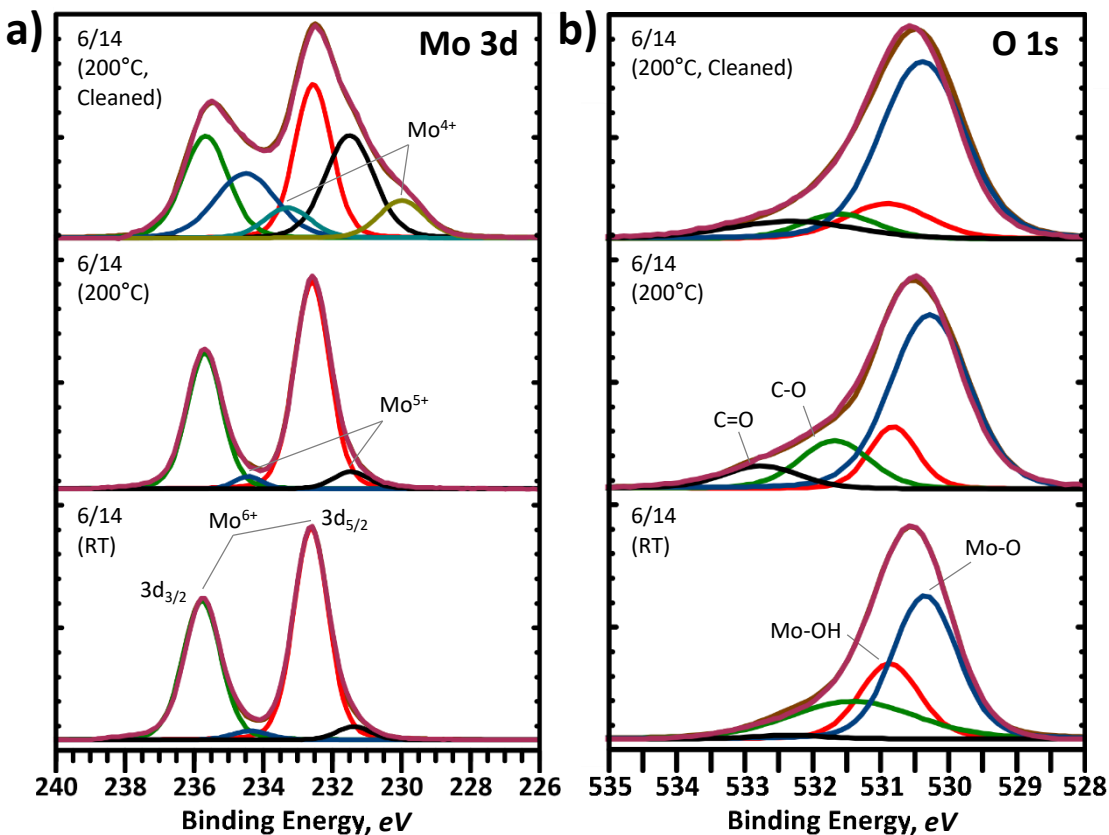 a)
Mo 3d
6/14
(200°C,
Cleaned)
Mo⁴⁺
6/14
(200°C)
Mo⁵⁺
6/14
(RT)
Mo⁶⁺
3d₅/₂
3d₃/₂
240 238 236 234 232 230 228 226
Binding Energy, eV
b)
O 1s
6/14
(200°C, Cleaned)
6/14
(200°C)
C-O
C=O
6/14
(RT)
Mo-O
Mo-OH
535 534 533 532 531 530 529 528
Binding Energy, eV